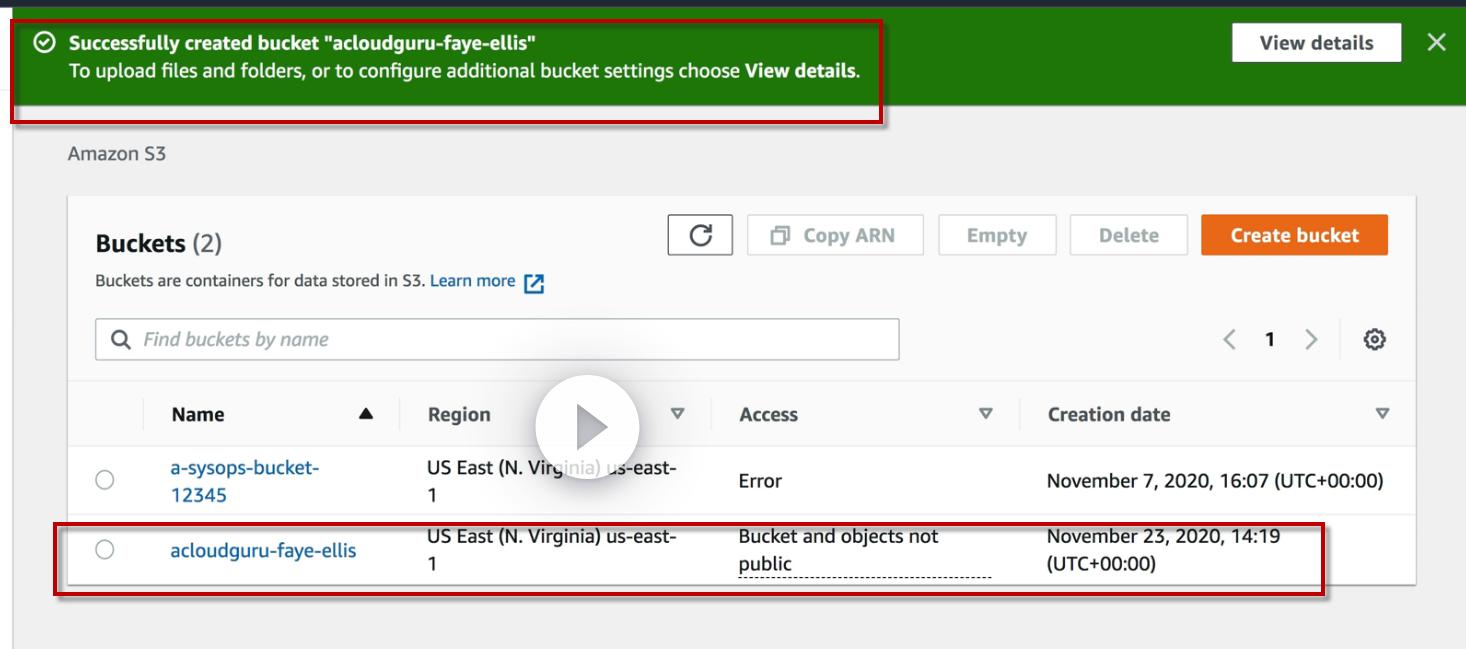 Successfully created bucket "acloudguru-faye-ellis"
To upload files and folders, or to configure additional bucket settings choose View details.
View details
Amazon S3
Buckets (2)
Copy ARN
Empty
Delete
Create bucket
Buckets are containers for data stored in S3. Learn more
Find buckets by name
1
Name
Region
Access
Creation date
a-sysops-bucket-
12345
US East (N. Virginia) us-east-
1
Error
November 7, 2020, 16:07 (UTC+00:00)
acloudguru-faye-ellis
US East (N. Virginia) us-east-
1
Bucket and objects not
public
November 23, 2020, 14:19
(UTC+00:00)